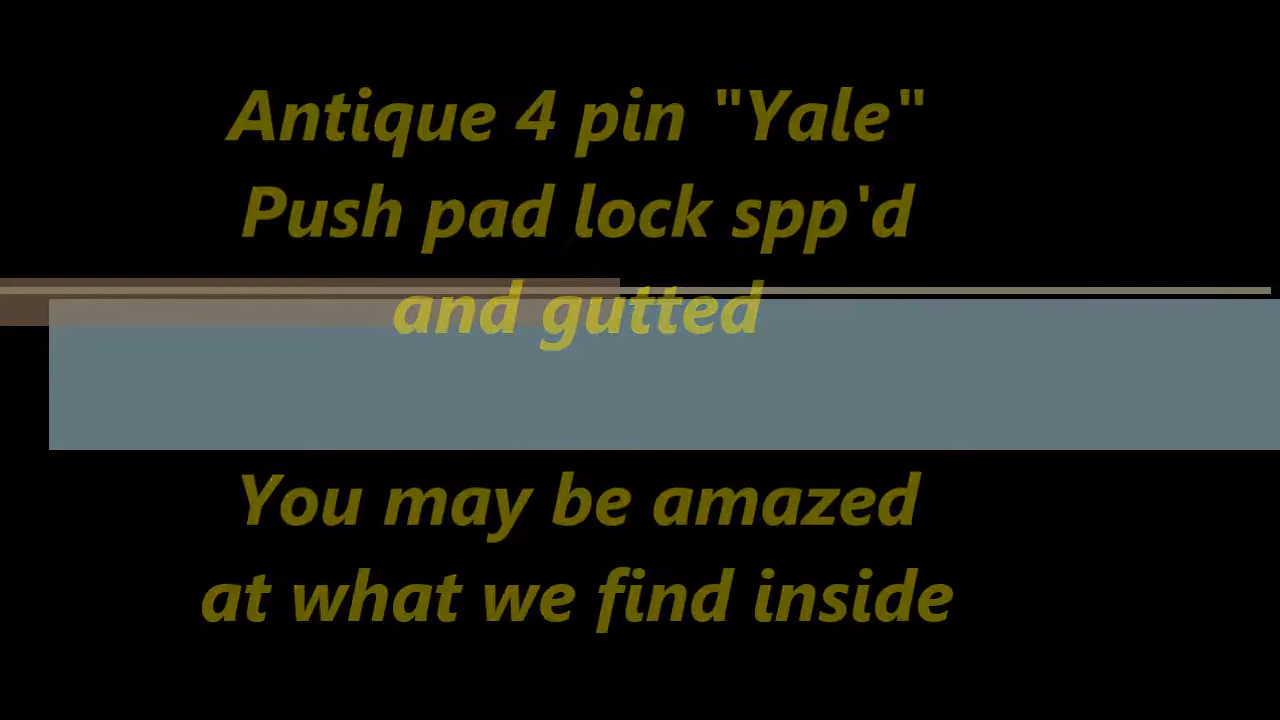 Antique 4 pin "Yale"
Push pad lock spp'd
and gutted
You may be amazed
at what we find inside